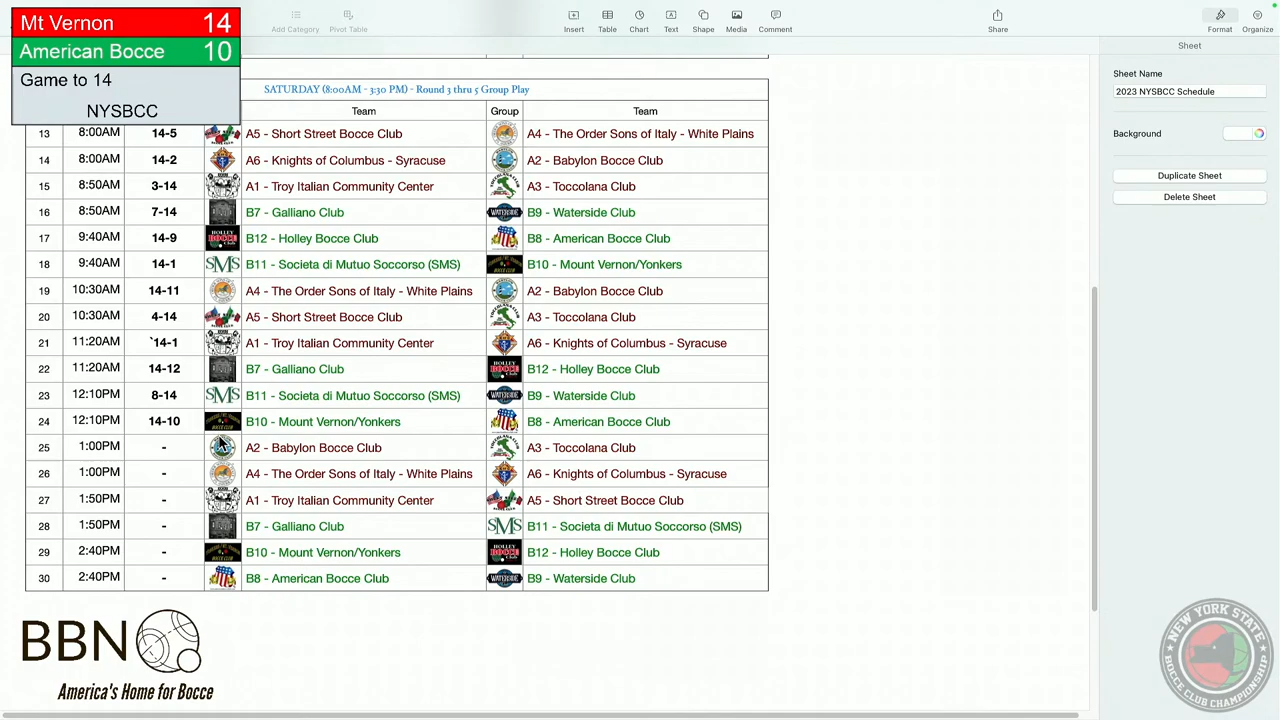 Mt Vernon 14
American Bocce 10
Game to 14
NYSBCC
Add Category
Pivot Table
Insert
Table
Chart
Text
Shape
Media
Comment
Share
Format
Organize
Sheet
Sheet Name
2023 NYSBCC Schedule
Background
Duplicate Sheet
Delete Sheet
SATURDAY (8:00AM - 3:30 PM) - Round 3 thru 5 Group Play
Team Group Team
13 8:00AM 14-5 A5 - Short Street Bocce Club A4 - The Order Sons of Italy - White Plains
14 8:00AM 14-2 A6 - Knights of Columbus - Syracuse A2 - Babylon Bocce Club
15 8:50AM 3-14 A1 - Troy Italian Community Center A3 - Toccolana Club
16 8:50AM 7-14 B7 - Galliano Club WATERSIDE B9 - Waterside Club
17 9:40AM 14-9 HOLLEY BOCCE Club B12 - Holley Bocce Club B8 - American Bocce Club
18 9:40AM 14-1 SMS B11 - Societa di Mutuo Soccorso (SMS) B10 - Mount Vernon/Yonkers
19 10:30AM 14-11 A4 - The Order Sons of Italy - White Plains A2 - Babylon Bocce Club
20 10:30AM 4-14 A5 - Short Street Bocce Club A3 - Toccolana Club
21 11:20AM `14-1 A1 - Troy Italian Community Center A6 - Knights of Columbus - Syracuse
22 11:20AM 14-12 B7 - Galliano Club HOLLEY BOCCE Club B12 - Holley Bocce Club
23 12:10PM 8-14 SMS B11 - Societa di Mutuo Soccorso (SMS) WATERSIDE B9 - Waterside Club
24 12:10PM 14-10 B10 - Mount Vernon/Yonkers B8 - American Bocce Club
25 1:00PM - A2 - Babylon Bocce Club A3 - Toccolana Club
26 1:00PM - A4 - The Order Sons of Italy - White Plains A6 - Knights of Columbus - Syracuse
27 1:50PM - A1 - Troy Italian Community Center A5 - Short Street Bocce Club
28 1:50PM - B7 - Galliano Club SMS B11 - Societa di Mutuo Soccorso (SMS)
29 2:40PM - B10 - Mount Vernon/Yonkers HOLLEY BOCCE Club B12 - Holley Bocce Club
30 2:40PM - B8 - American Bocce Club WATERSIDE B9 - Waterside Club
BBN
America's Home for Bocce
NEW YORK STATE
BOCCE CLUB CHAMPIONSHIP